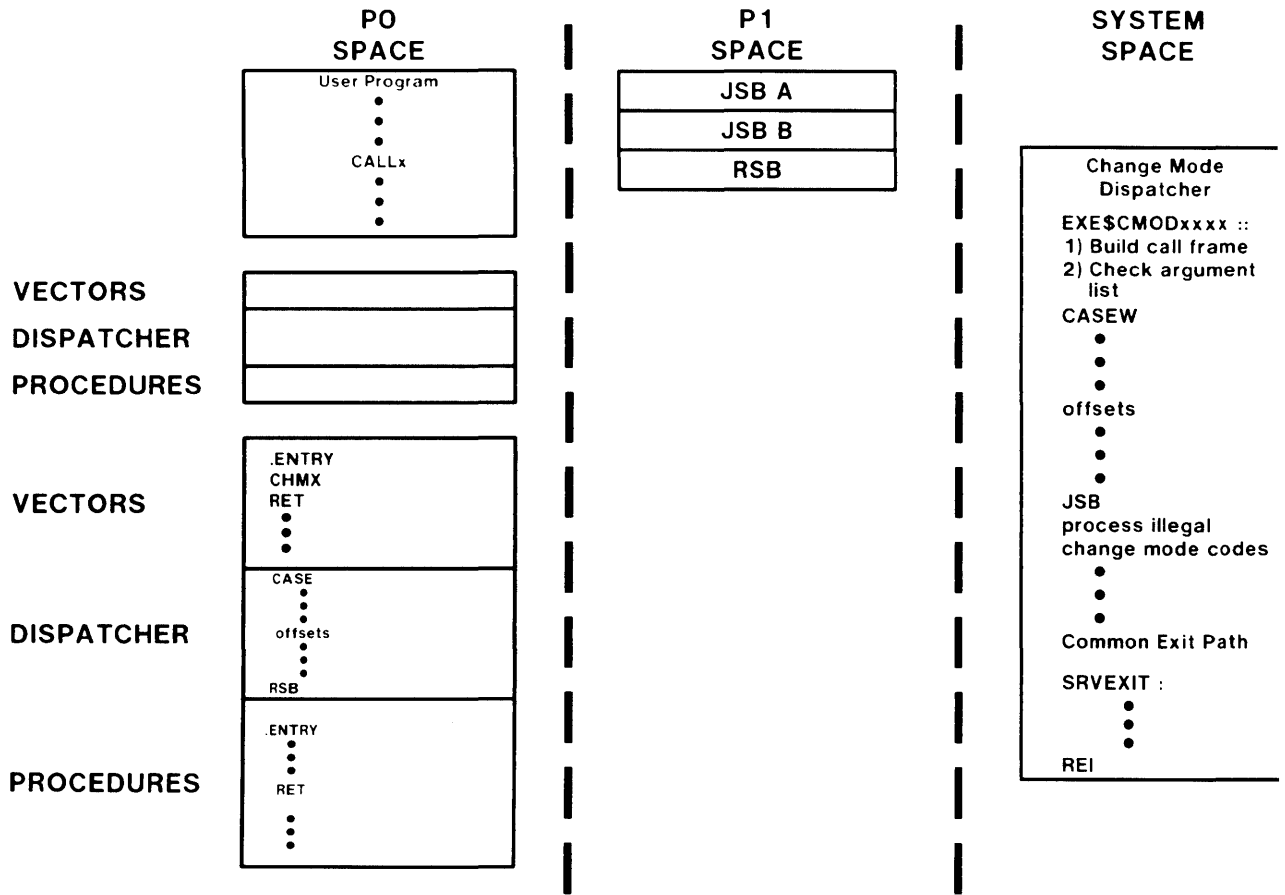 P0
SPACE
User Program
CALLx
VECTORS
DISPATCHER
PROCEDURES
VECTORS
.ENTRY
CHMX
RET
DISPATCHER
CASE
offsets
RSB
PROCEDURES
.ENTRY
RET
P1
SPACE
JSB A
JSB B
RSB
SYSTEM
SPACE
Change Mode
Dispatcher
EXE$CMODxxxx ::
1) Build call frame
2) Check argument
list
CASEW
offsets
JSB
process illegal
change mode codes
Common Exit Path
SRVEXIT :
REI